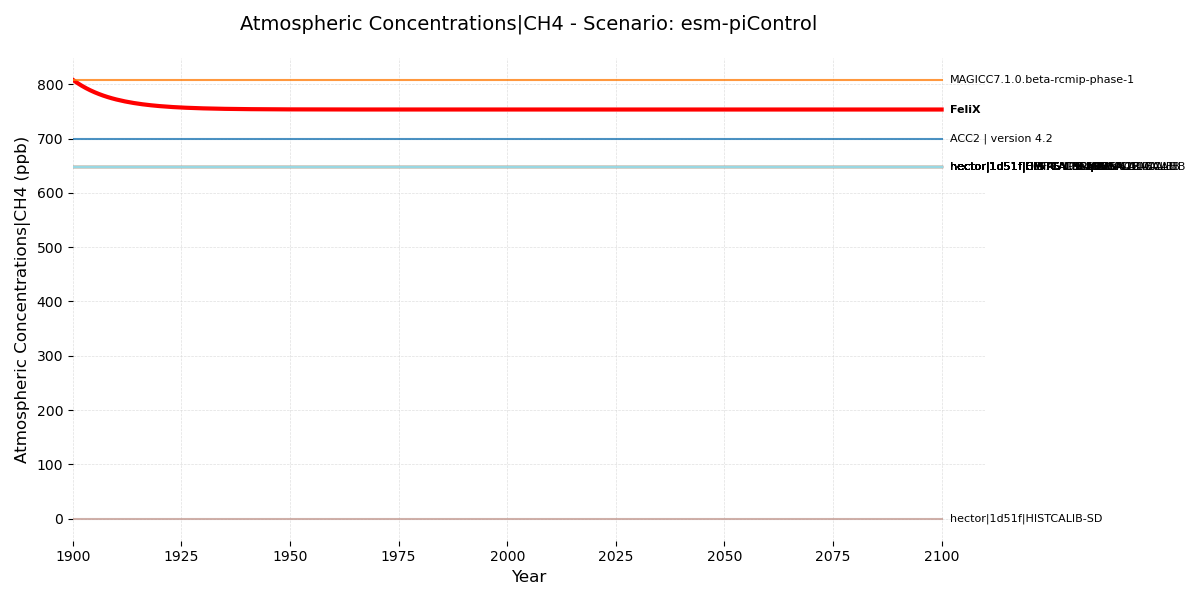 Atmospheric Concentrations|CH4 - Scenario: esm-piControl
Atmospheric Concentrations|CH4 (ppb)
800
700
600
500
400
300
200
100
0
MAGICC7.1.0.beta-rcmip-phase-1
FeliX
ACC2 | version 4.2
hector|1d51f|
hector|1d51f|HISTCALIB-SD
1900
1925
1950
1975
2000
2025
2050
2075
2100
Year